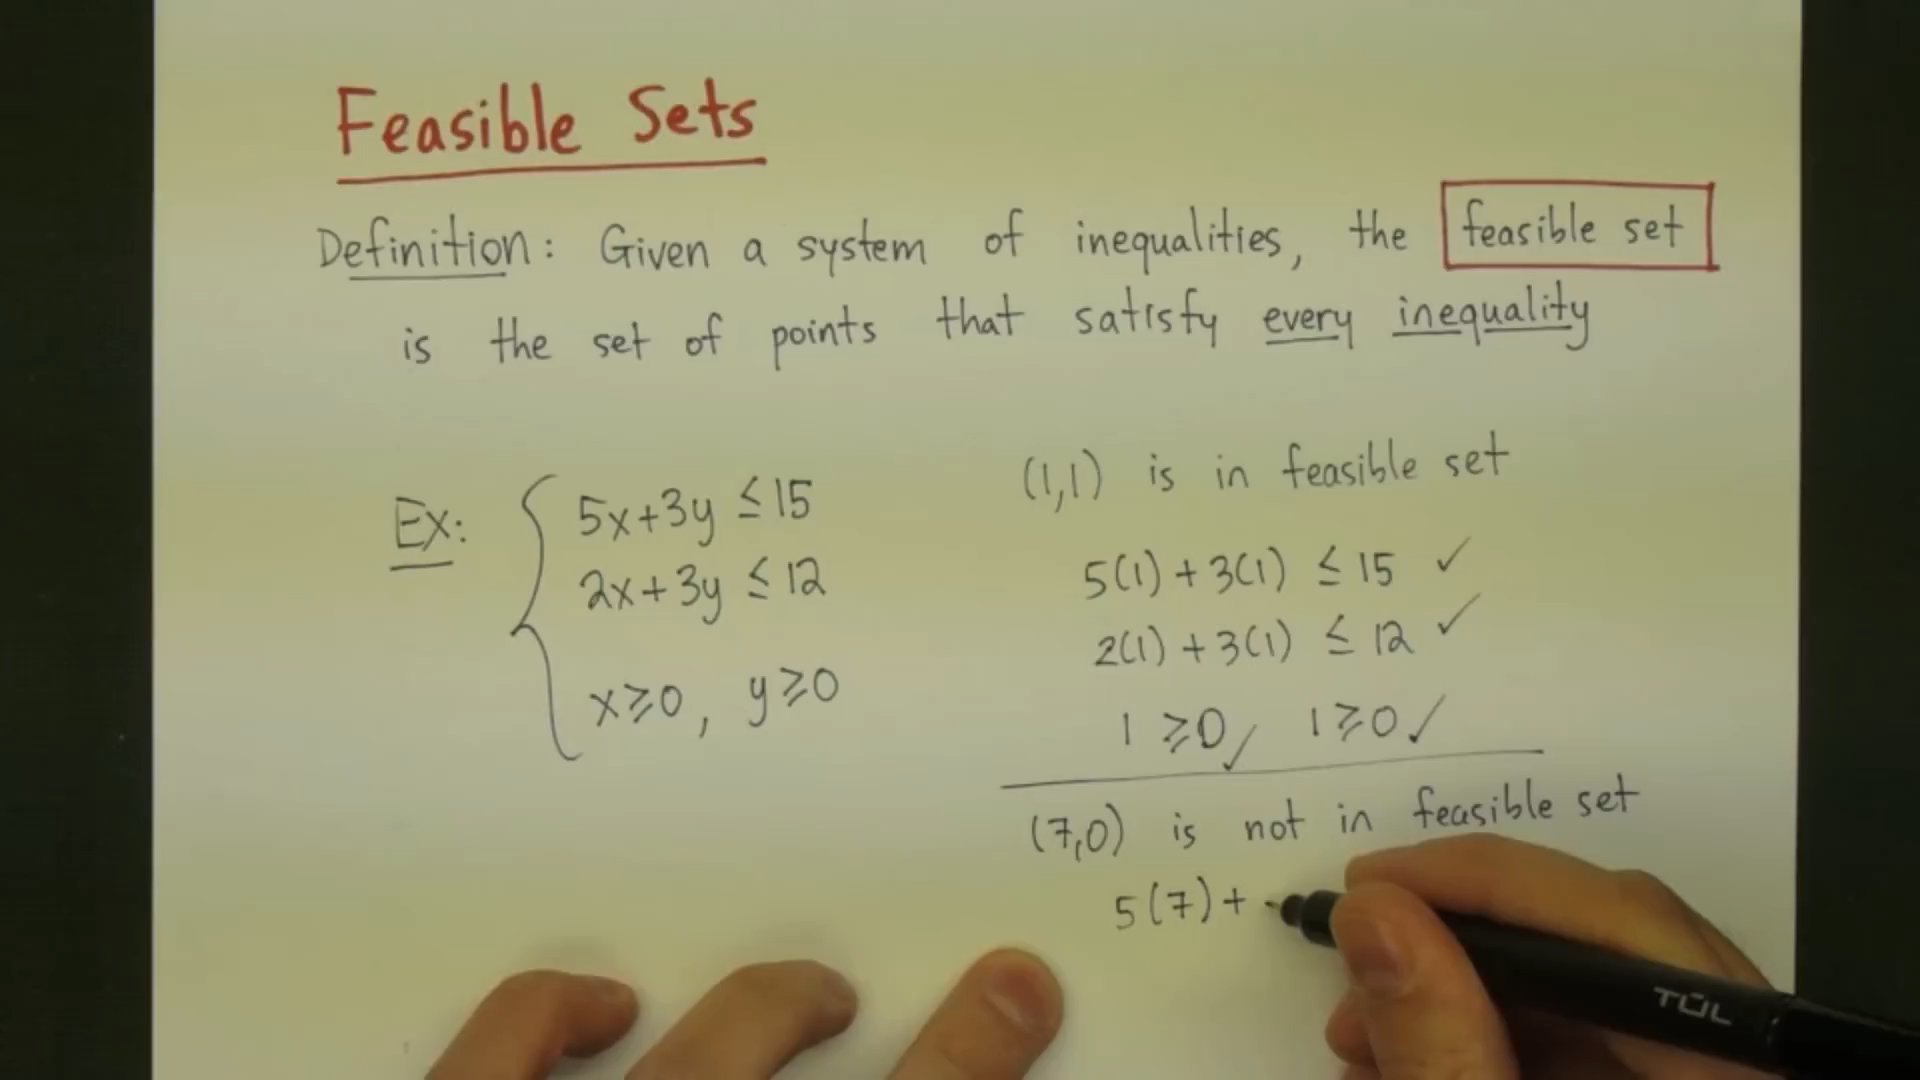 Feasible Sets
Definition: Given a system of inequalities, the feasible set
is the set of points that satisfy every inequality
Ex:
5x+3y ≤ 15
2x+3y ≤ 12
x ≥ 0, y ≥ 0
(1,1) is in feasible set
5(1) + 3(1) ≤ 15 ✓
2(1) + 3(1) ≤ 12 ✓
1 ≥ 0 ✓ 1 ≥ 0 ✓
(7,0) is not in feasible set
5(7) +
TUL